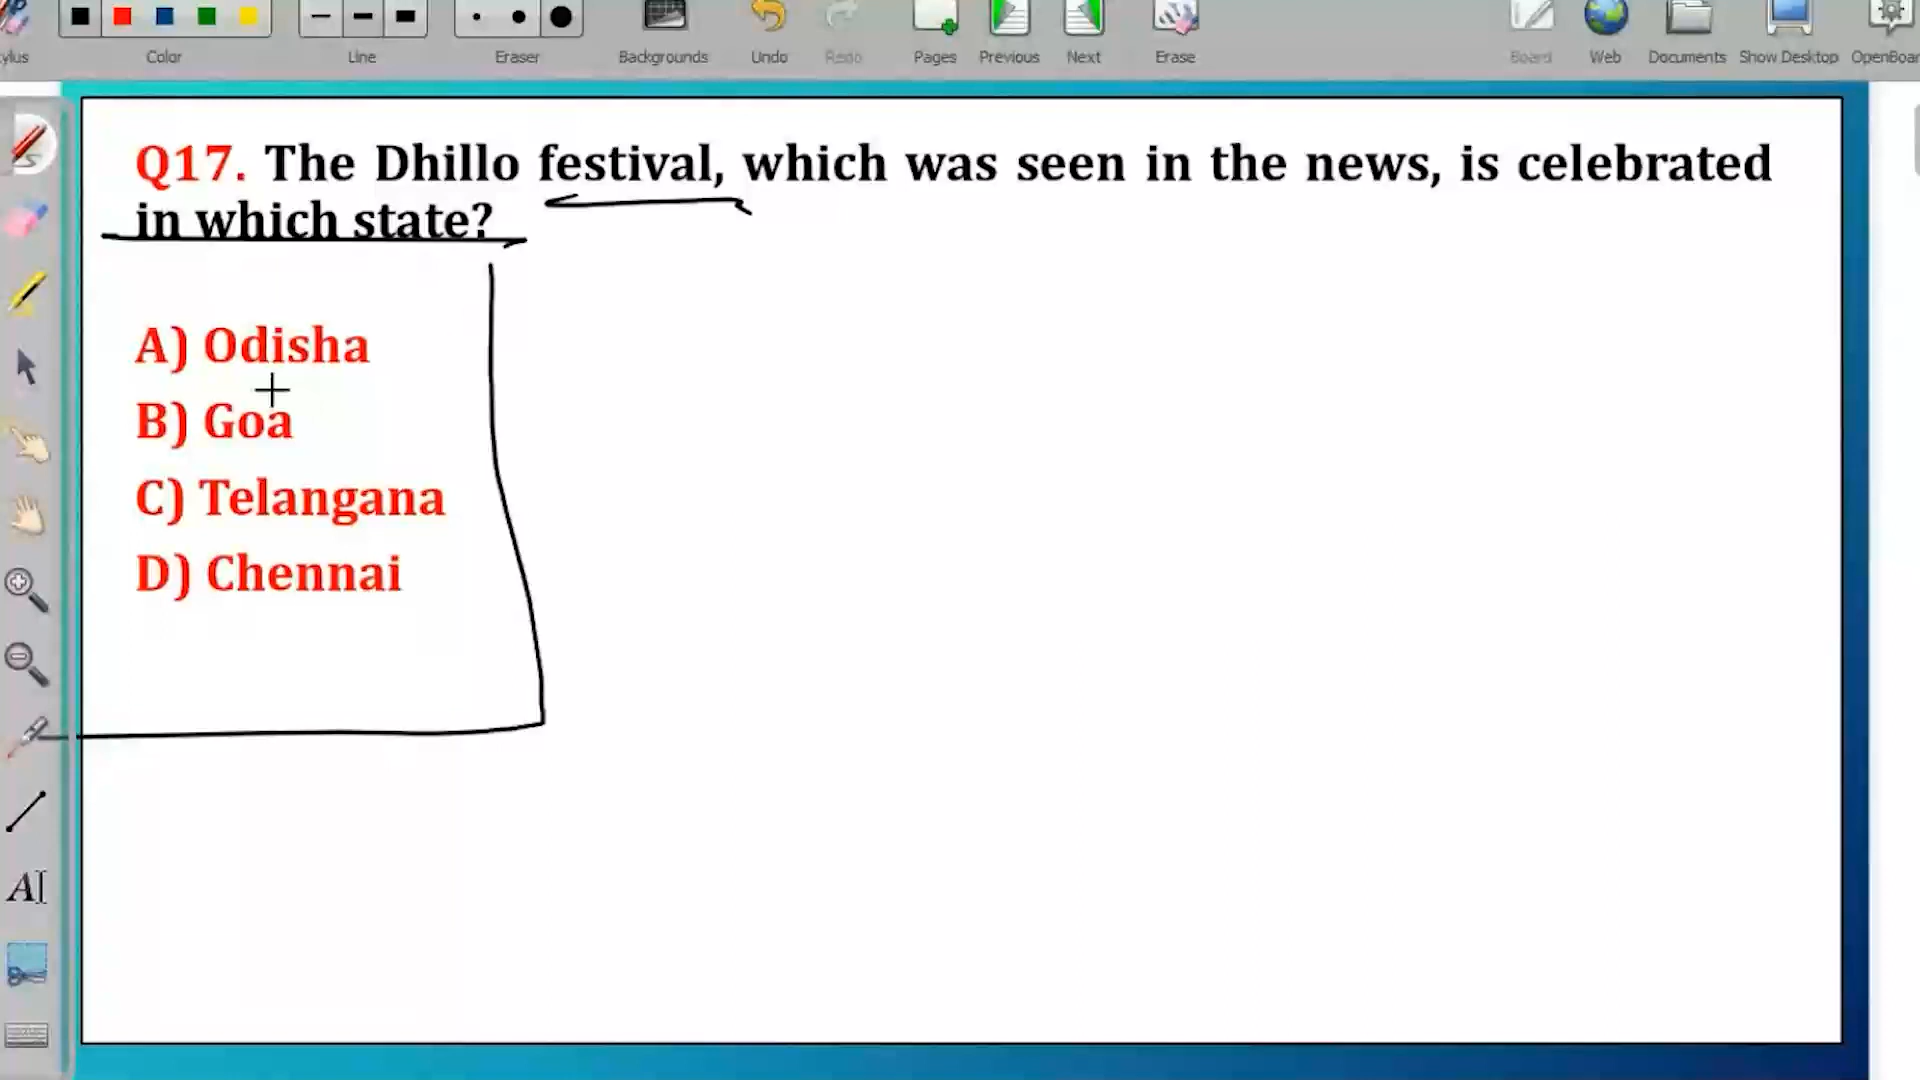 ylus
Color
Line
Eraser
Backgrounds
Undo
Redo
Pages
Previous
Next
Erase
Board
Web
Documents
Show Desktop
OpenBoar
Q17. The Dhillo festival, which was seen in the news, is celebrated
in which state?
A) Odisha
B) Goa
C) Telangana
D) Chennai
AI